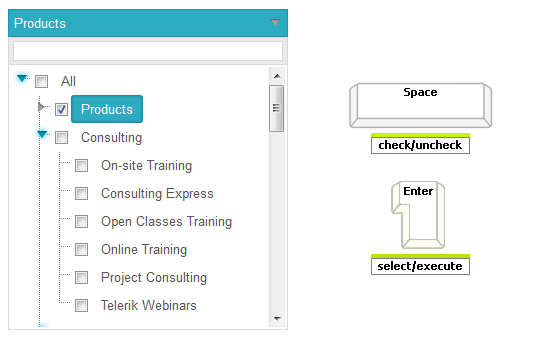 Products
All
Products
Consulting
On-site Training
Consulting Express
Open Classes Training
Online Training
Project Consulting
Telerik Webinars
Space
check/uncheck
Enter
select/execute